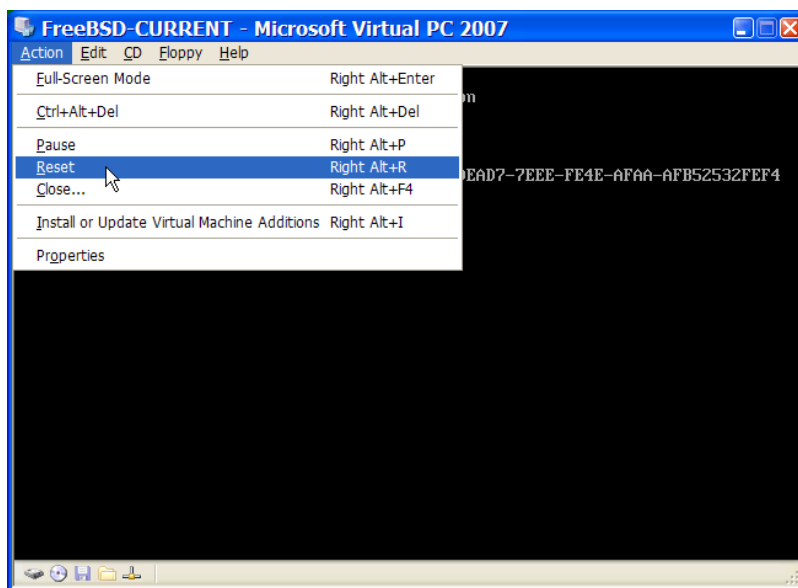 FreeBSD-CURRENT - Microsoft Virtual PC 2007
Action Edit CD Floppy Help
Full-Screen Mode Right Alt+Enter
Ctrl+Alt+Del Right Alt+Del
Pause Right Alt+P
Reset Right Alt+R
Close... Right Alt+F4
Install or Update Virtual Machine Additions Right Alt+I
Properties
on
EAD7-7EEE-FE4E-AFAA-AFB52532FEF4